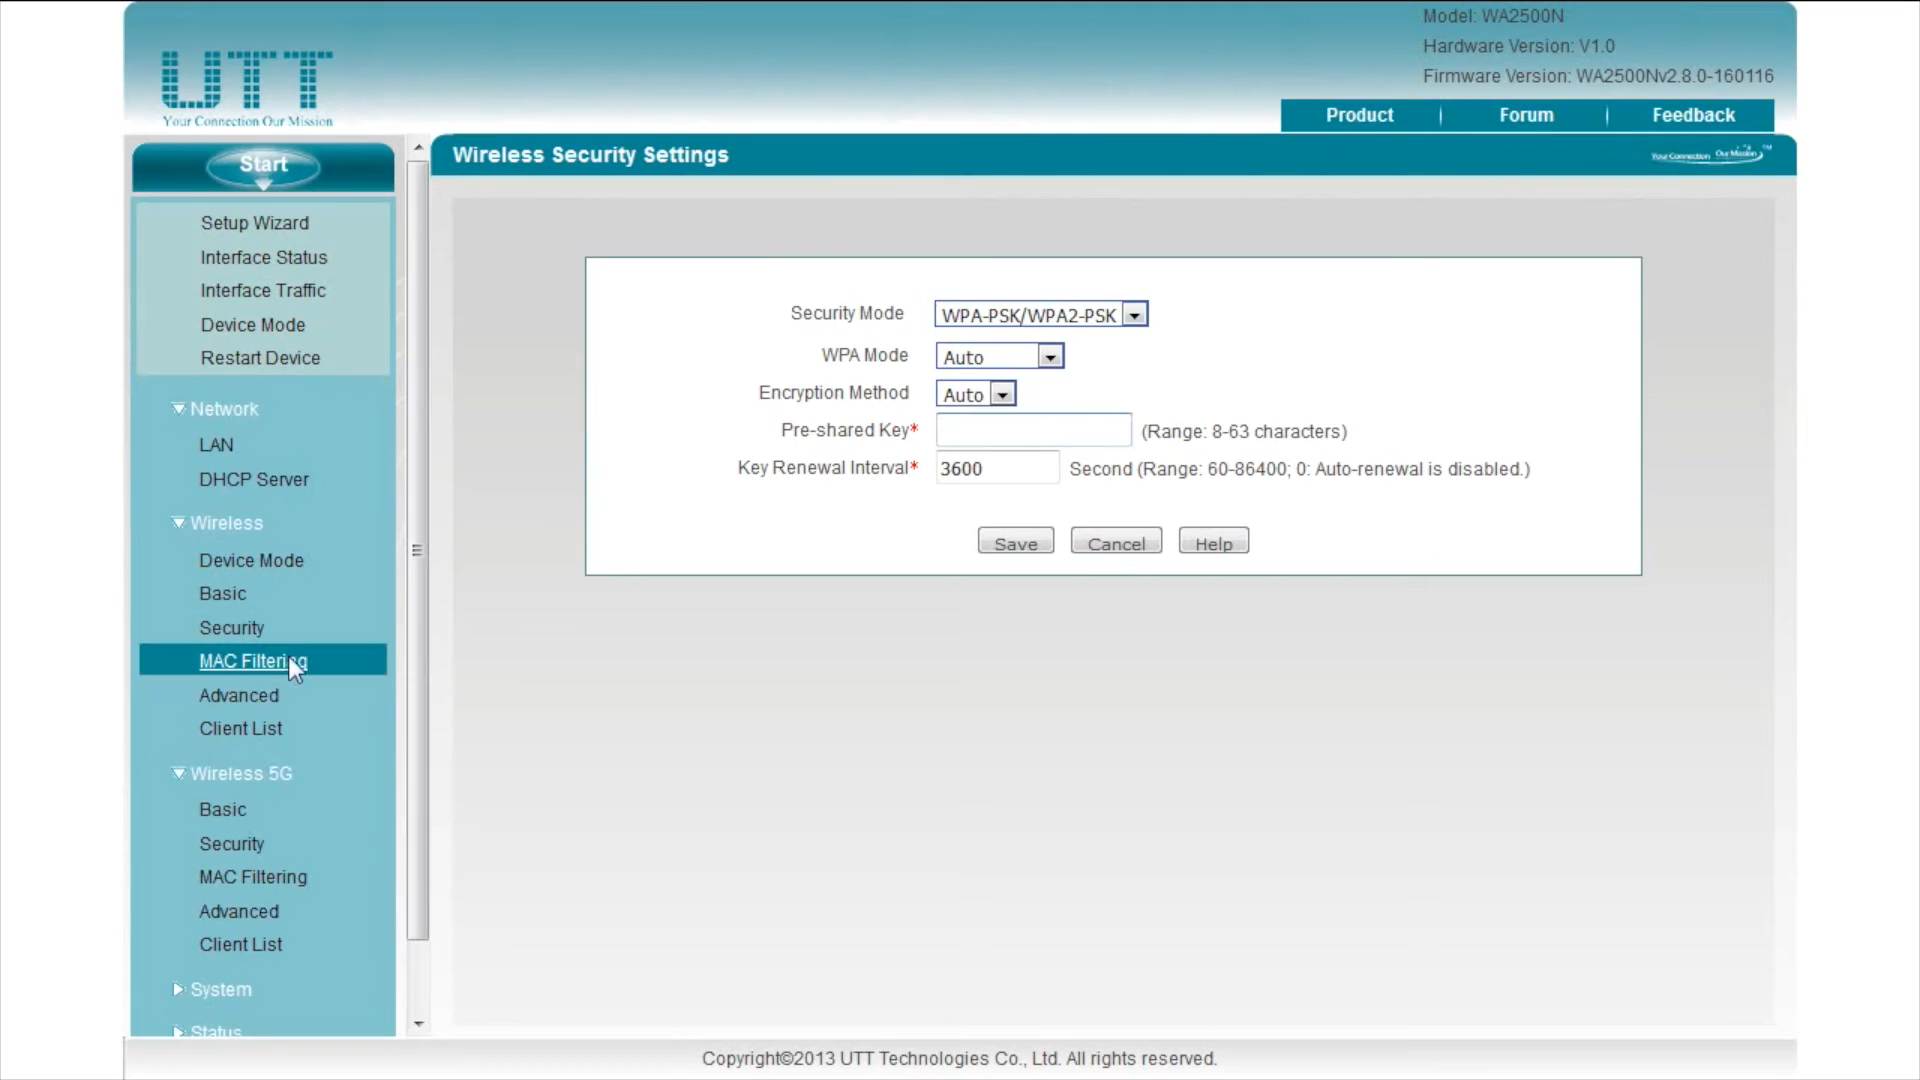 Model: WA2500N
Hardware Version: V1.0
Firmware Version: WA2500Nv2.8.0-160116
UTT
Your Connection Our Mission
Product | Forum | Feedback
Start
Wireless Security Settings
Your Connection Our Mission™
Setup Wizard
Interface Status
Interface Traffic
Device Mode
Restart Device
Network
LAN
DHCP Server
Wireless
Device Mode
Basic
Security
MAC Filtering
Advanced
Client List
Wireless 5G
Basic
Security
MAC Filtering
Advanced
Client List
System
Status
Security Mode WPA-PSK/WPA2-PSK
WPA Mode Auto
Encryption Method Auto
Pre-shared Key* (Range: 8-63 characters)
Key Renewal Interval* 3600 Second (Range: 60-86400; 0: Auto-renewal is disabled.)
Save Cancel Help
Copyright©2013 UTT Technologies Co., Ltd. All rights reserved.